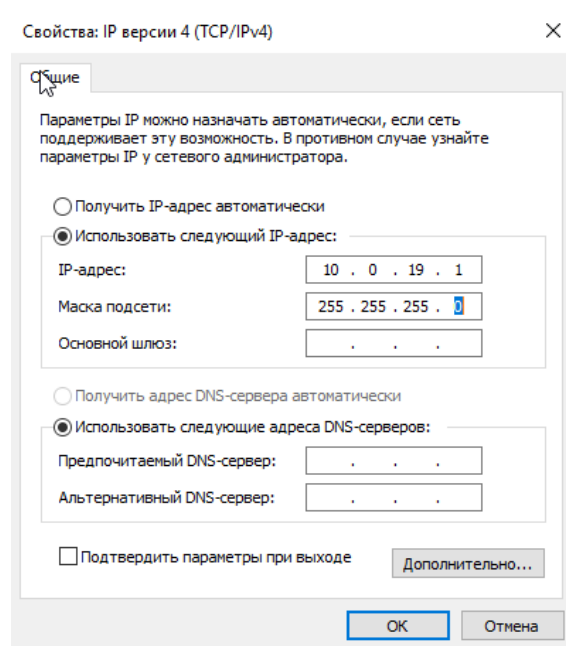 Свойства: IP версии 4 (TCP/IPv4)
Общие
Параметры IP можно назначать автоматически, если сеть
поддерживает эту возможность. В противном случае узнайте
параметры IP у сетевого администратора.
Получить IP-адрес автоматически
Использовать следующий IP-адрес:
IP-адрес: 10 . 0 . 19 . 1
Маска подсети: 255 . 255 . 255 . 0
Основной шлюз: . . .
Получить адрес DNS-сервера автоматически
Использовать следующие адреса DNS-серверов:
Предпочитаемый DNS-сервер: . . .
Альтернативный DNS-сервер: . . .
Подтвердить параметры при выходе
Дополнительно...
ОК Отмена